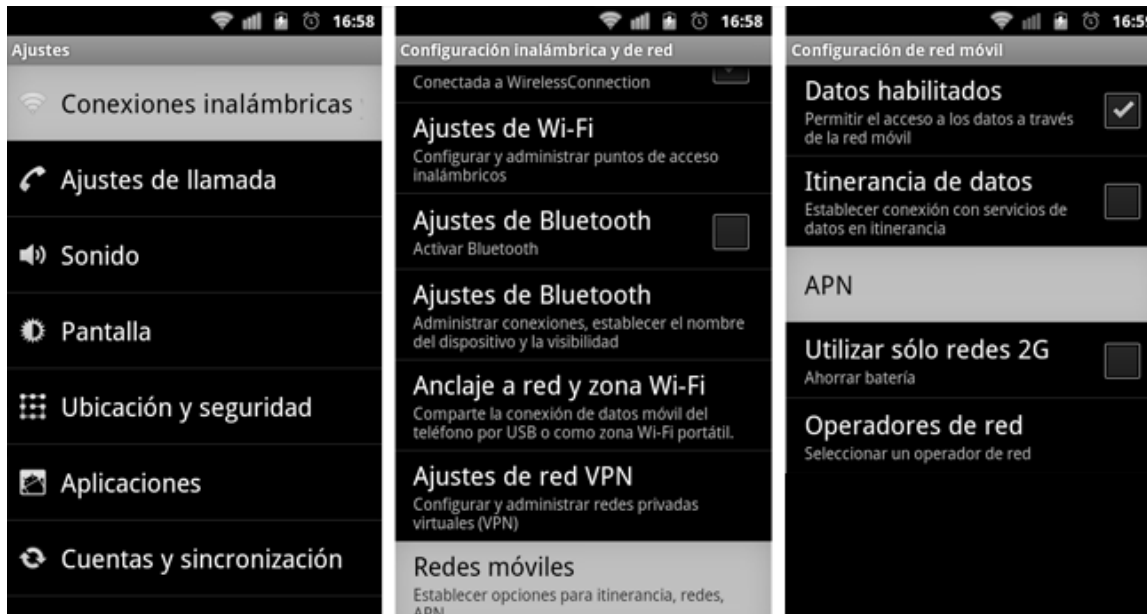 16:58
Ajustes
Conexiones inalámbricas
Ajustes de llamada
Sonido
Pantalla
Ubicación y seguridad
Aplicaciones
Cuentas y sincronización
16:58
Configuración inalámbrica y de red
Conectada a WirelessConnection
Ajustes de Wi-Fi
Configurar y administrar puntos de acceso
inalámbricos
Ajustes de Bluetooth
Activar Bluetooth
Ajustes de Bluetooth
Administrar conexiones, establecer el nombre
del dispositivo y la visibilidad
Anclaje a red y zona Wi-Fi
Comparte la conexión de datos móvil del
teléfono por USB o como zona Wi-Fi portátil.
Ajustes de red VPN
Configurar y administrar redes privadas
virtuales (VPN)
Redes móviles
Establecer opciones para itinerancia, redes,
APN
16:59
Configuración de red móvil
Datos habilitados
Permitir el acceso a los datos a través
de la red móvil
Itinerancia de datos
Establecer conexión con servicios de
datos en itinerancia
APN
Utilizar sólo redes 2G
Ahorrar batería
Operadores de red
Seleccionar un operador de red